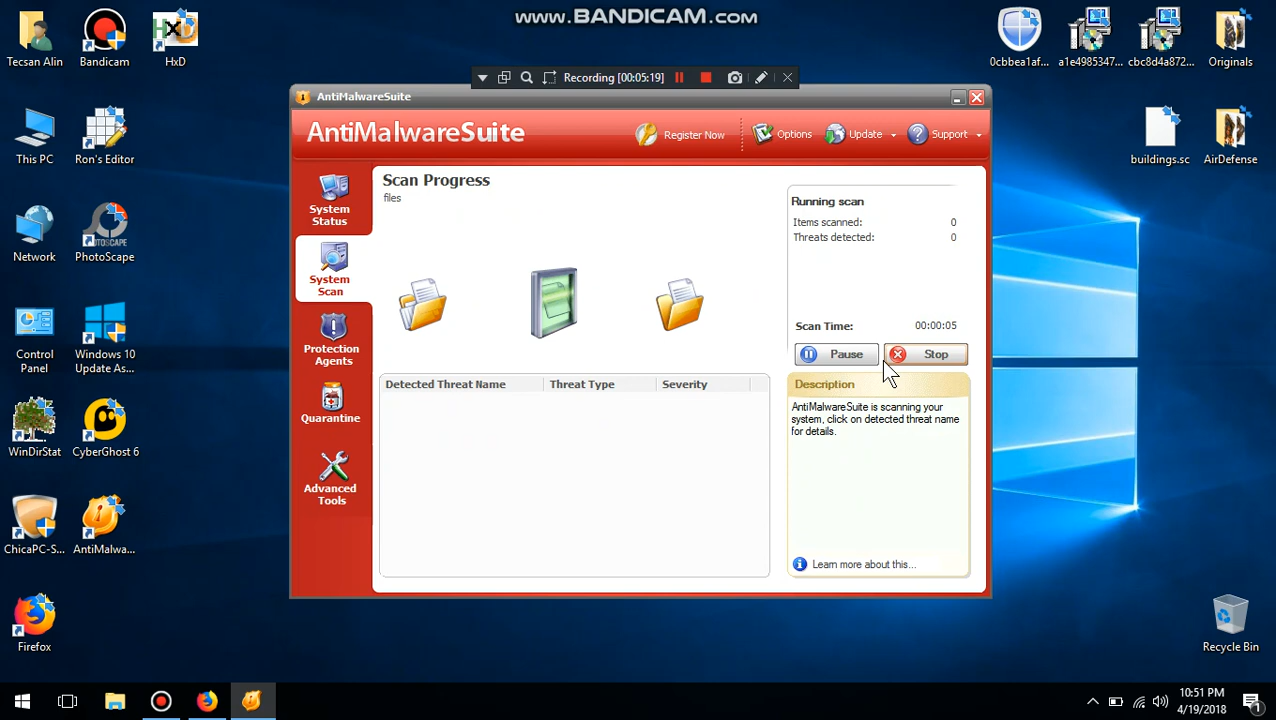 www.BANDICAM.com
Tecsan Alin
Bandicam
HxD
Recording [00:05:19]
0cbbea1af...
a1e4985347...
cbc8d4a872...
Originals
AntiMalwareSuite
AntiMalwareSuite
Register Now
Options
Update
Support
This PC
Ron's Editor
buildings.sc
AirDefense
System
Status
Scan Progress
files
Running scan
Items scanned: 0
Threats detected: 0
Network
PhotoScape
System
Scan
Scan Time: 00:00:05
Pause
Stop
Control
Panel
Windows 10
Update As...
Protection
Agents
Detected Threat Name
Threat Type
Severity
Description
AntiMalwareSuite is scanning your
system, click on detected threat name
for details.
Quarantine
WinDirStat
CyberGhost 6
Advanced
Tools
ChicaPC-S...
AntiMalwa...
Learn more about this...
Firefox
Recycle Bin
10:51 PM
4/19/2018
1